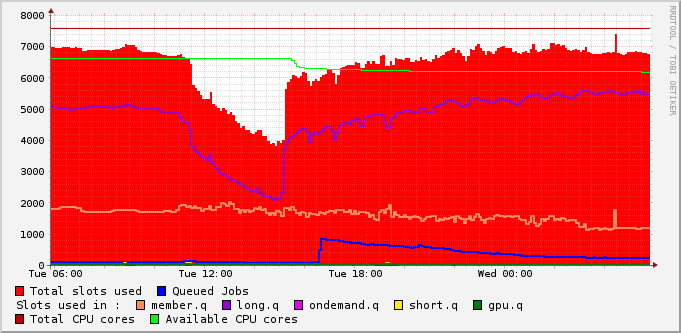 RRDTOOL / TOBI OETIKER
8000
7000
6000
5000
4000
3000
2000
1000
0
Tue 06:00 Tue 12:00 Tue 18:00 Wed 00:00
Total slots used Queued Jobs
Slots used in : member.q long.q ondemand.q short.q gpu.q
Total CPU cores Available CPU cores